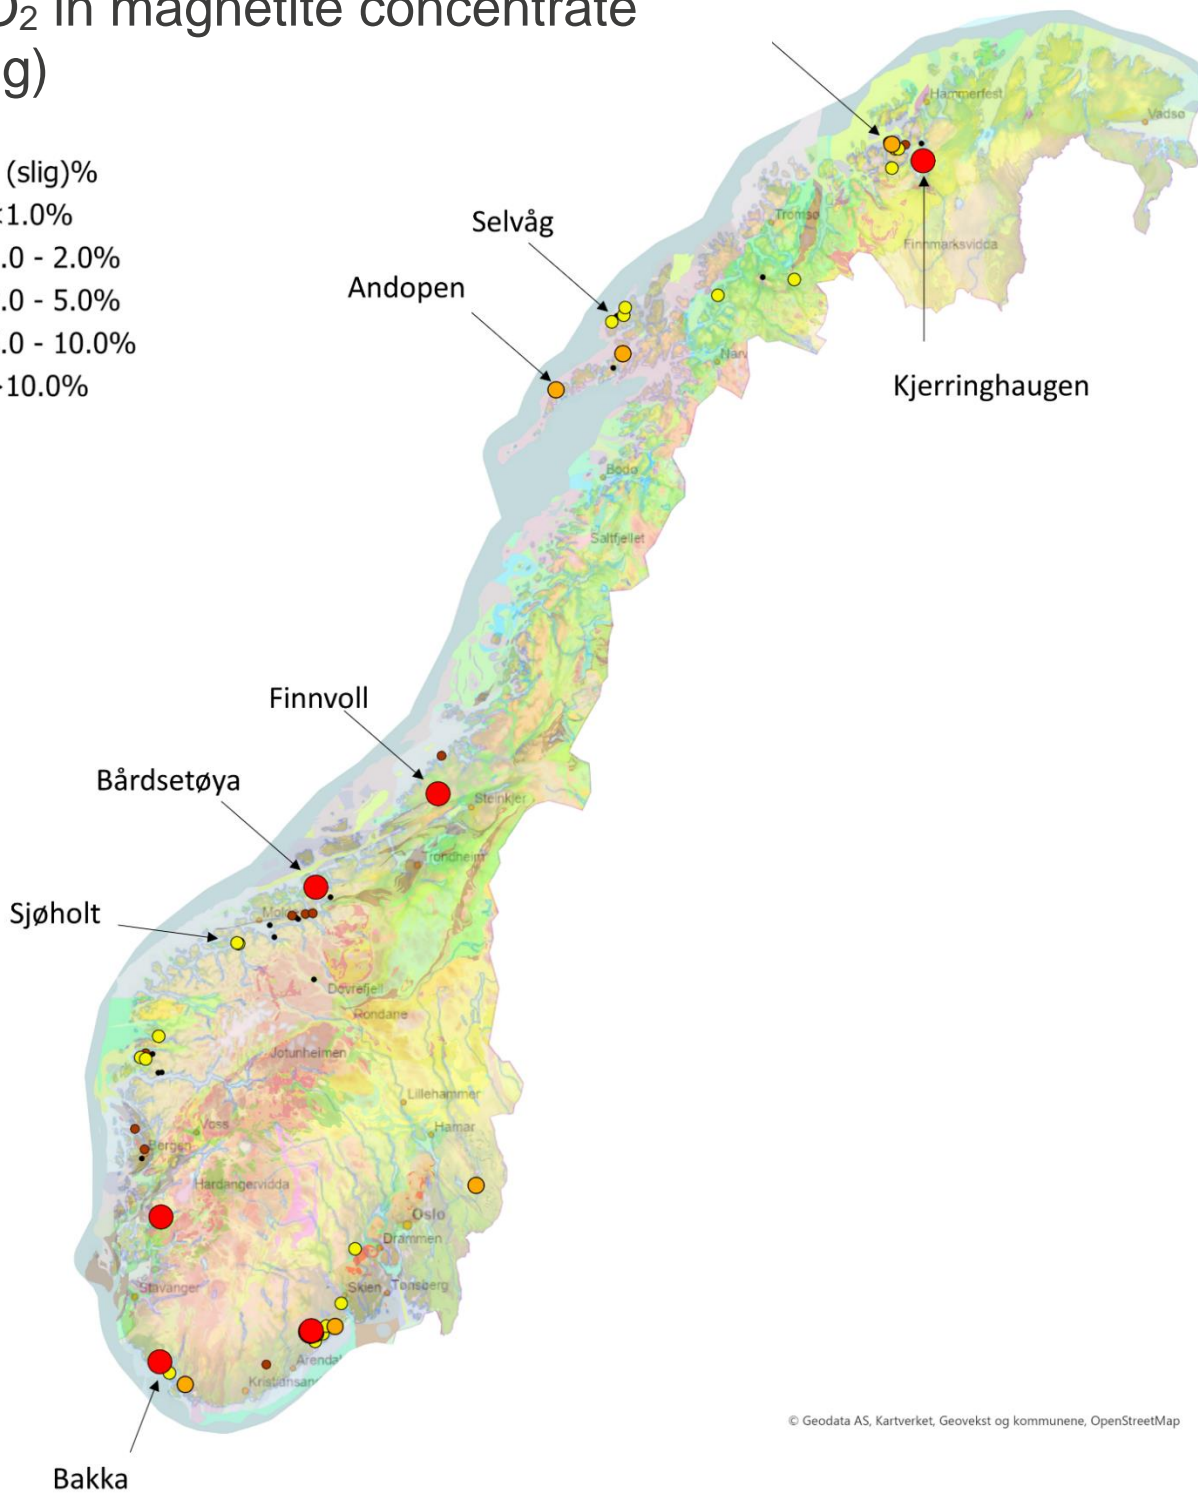 O₂ in magnetite concentrate
g)
(slig)%
<1.0%
.0 - 2.0%
.0 - 5.0%
.0 - 10.0%
>10.0%
Hammerfest
Vadsø
Selvåg
Tromsø
Finnmarksvidda
Andopen
Narv
Kjerringhaugen
Bodø
Saltfjellet
Finnvoll
Bårdsetøya
Steinkjer
Trondheim
Sjøholt
Mold
Dovrefjell
Rondane
Jotunheimen
Lillehammer
Voss
Hamar
Bergen
Hardangervidda
Oslo
Drammen
Stavanger
Skien
Tønsberg
Arendal
Kristiansand
© Geodata AS, Kartverket, Geovekst og kommunene, OpenStreetMap
Bakka